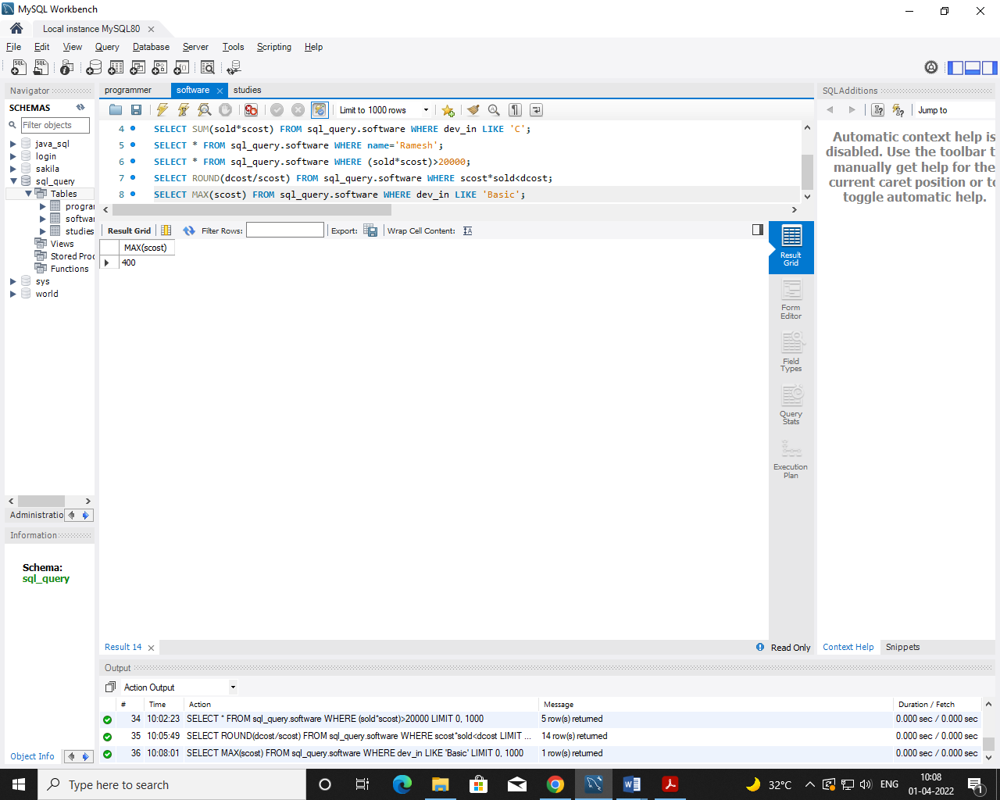 MySQL Workbench
Local instance MySQL80
File Edit View Query Database Server Tools Scripting Help
Navigator
SCHEMAS
Filter objects
java_sql
login
sakila
sql_query
Tables
progra
softwa
studies
Views
Stored Proc
Functions
sys
world
Administratio
Information
Schema:
sql_query
Object Info
programmer software studies
Limit to 1000 rows
4 SELECT SUM(sold*scost) FROM sql_query.software WHERE dev_in LIKE 'C';
5 SELECT * FROM sql_query.software WHERE name='Ramesh';
6 SELECT * FROM sql_query.software WHERE (sold*scost)>20000;
7 SELECT ROUND(dcost/scost) FROM sql_query.software WHERE scost*sold<dcost;
8 SELECT MAX(scost) FROM sql_query.software WHERE dev_in LIKE 'Basic';
Result Grid Filter Rows: Export: Wrap Cell Content:
MAX(scost)
400
Result
Grid
Form
Editor
Field
Types
Query
Stats
Execution
Plan
Result 14
Read Only
SQLAdditions
Jump to
Automatic context help is
disabled. Use the toolbar t
manually get help for the
current caret position or to
toggle automatic help.
Context Help Snippets
Output
Action Output
# Time Action Message Duration / Fetch
34 10:02:23 SELECT * FROM sql_query.software WHERE (sold*scost)>20000 LIMIT 0, 1000 5 row(s) returned 0.000 sec / 0.000 sec
35 10:05:49 SELECT ROUND(dcost/scost) FROM sql_query.software WHERE scost*sold<dcost LIMIT ... 14 row(s) returned 0.000 sec / 0.000 sec
36 10:08:01 SELECT MAX(scost) FROM sql_query.software WHERE dev_in LIKE 'Basic' LIMIT 0, 1000 1 row(s) returned 0.000 sec / 0.000 sec
Type here to search
32°C
ENG
10:08
01-04-2022
1